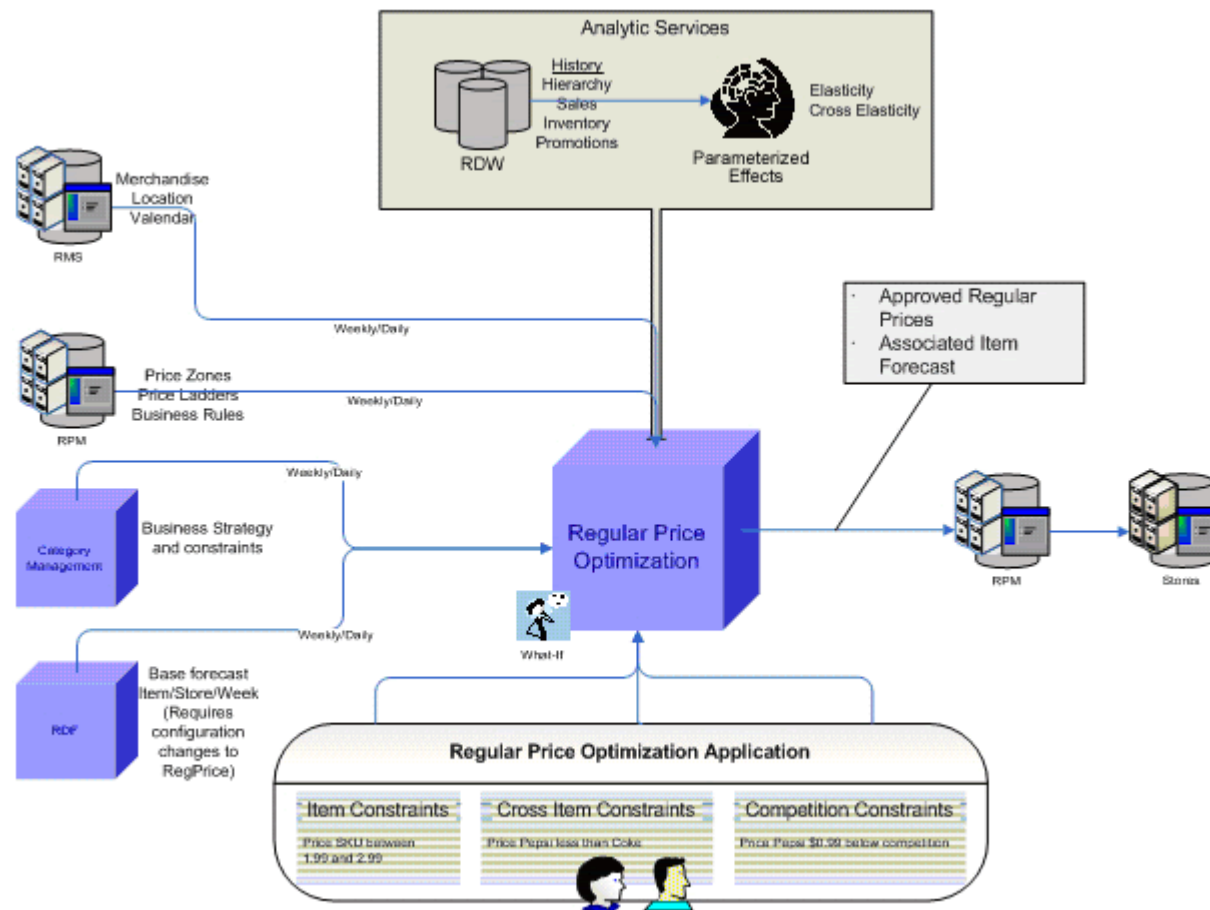 Analytic Services
History
Hierarchy
Sales
Inventory
Promotions
RDW
Elasticity
Cross Elasticity
Parameterized
Effects
Merchandise
Location
Valendar
RMS
Weekly/Daily
Price Zones
Price Ladders
Business Rules
RPM
Weekly/Daily
· Approved Regular
Prices
· Associated Item
Forecast
Weekly/Daily
Category
Management
Business Strategy
and constraints
Regular Price
Optimization
RPM
Stores
What-If
Weekly/Daily
RDF
Base forecast
Item/Store/Week
(Requires
configuration
changes to
RegPrice)
Regular Price Optimization Application
Item Constraints
Price SKU between
1.99 and 2.99
Cross Item Constraints
Price Pepsi less than Coke
Competition Constraints
Price Pepsi $0.99 below competition